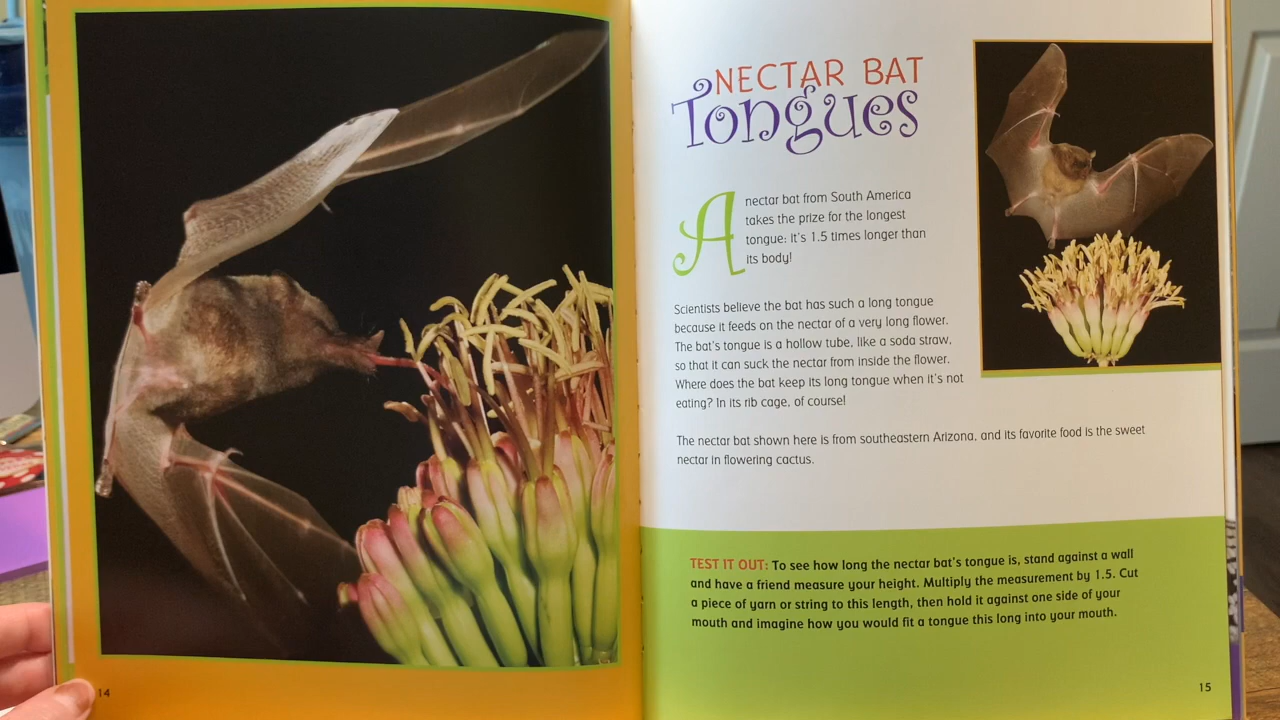 14
NECTAR BAT
Tongues
A nectar bat from South America
takes the prize for the longest
tongue: it's 1.5 times longer than
its body!
Scientists believe the bat has such a long tongue
because it feeds on the nectar of a very long flower.
The bat's tongue is a hollow tube, like a soda straw,
so that it can suck the nectar from inside the flower.
Where does the bat keep its long tongue when it's not
eating? In its rib cage, of course!
The nectar bat shown here is from southeastern Arizona, and its favorite food is the sweet
nectar in flowering cactus.
TEST IT OUT: To see how long the nectar bat's tongue is, stand against a wall
and have a friend measure your height. Multiply the measurement by 1.5. Cut
a piece of yarn or string to this length, then hold it against one side of your
mouth and imagine how you would fit a tongue this long into your mouth.
15